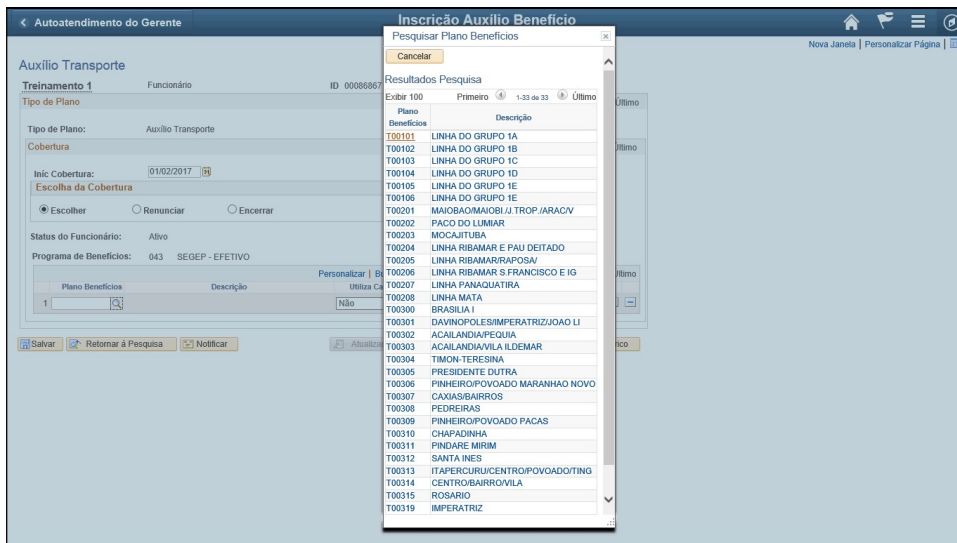 Autoatendimento do Gerente
Inscrição Auxílio Benefício
Nova Janela | Personalizar Página |
Auxílio Transporte
Treinamento 1 Funcionário ID 00086867
Tipo de Plano Último
Tipo de Plano: Auxílio Transporte
Cobertura Último
Iníc Cobertura: 01/02/2017
Escolha da Cobertura
Escolher Renunciar Encerrar
Status do Funcionário: Ativo
Programa de Benefícios: 043 SEGEP - EFETIVO
Personalizar | Último
Plano Benefícios Descrição Utiliza
1 Não
Salvar Retornar à Pesquisa Notificar
Pesquisar Plano Benefícios
Cancelar
Resultados Pesquisa
Exibir 100 Primeiro 1-33 de 33 Último
Plano Benefícios Descrição
T00101 LINHA DO GRUPO 1A
T00102 LINHA DO GRUPO 1B
T00103 LINHA DO GRUPO 1C
T00104 LINHA DO GRUPO 1D
T00105 LINHA DO GRUPO 1E
T00106 LINHA DO GRUPO 1E
T00201 MAIOBAO/MAIOBI./J.TROP./ARAC/V
T00202 PACO DO LUMIAR
T00203 MOCAJITUBA
T00204 LINHA RIBAMAR E PAU DEITADO
T00205 LINHA RIBAMAR/RAPOSA/
T00206 LINHA RIBAMAR S.FRANCISCO E IG
T00207 LINHA PANAQUATIRA
T00208 LINHA MATA
T00300 BRASILIA I
T00301 DAVINOPOLES/IMPERATRIZ/JOAO LI
T00302 ACAILANDIA/PEQUIA
T00303 ACAILANDIA/VILA ILDEMAR
T00304 TIMON-TERESINA
T00305 PRESIDENTE DUTRA
T00306 PINHEIRO/POVOADO MARANHAO NOVO
T00307 CAXIAS/BAIRROS
T00308 PEDREIRAS
T00309 PINHEIRO/POVOADO PACAS
T00310 CHAPADINHA
T00311 PINDARE MIRIM
T00312 SANTA INES
T00313 ITAPERCURU/CENTRO/POVOADO/TING
T00314 CENTRO/BAIRRO/VILA
T00315 ROSARIO
T00319 IMPERATRIZ